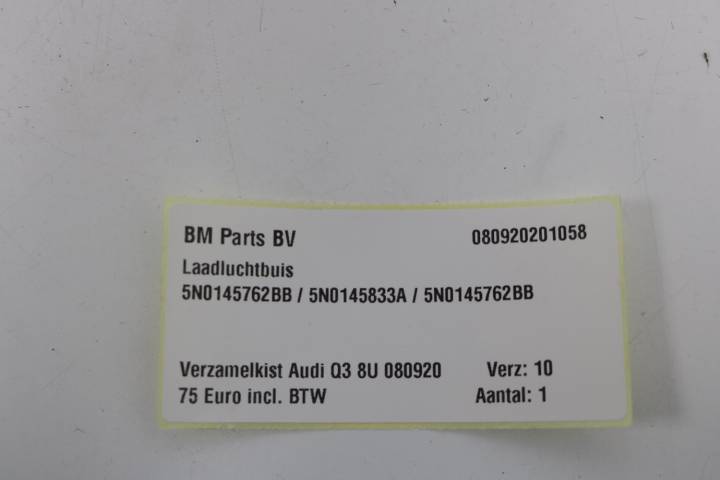 BM Parts BV 080920201058
Laadluchtbuis
5N0145762BB / 5N0145833A / 5N0145762BB
Verzamelkist Audi Q3 8U 080920 Verz: 10
75 Euro incl. BTW Aantal: 1